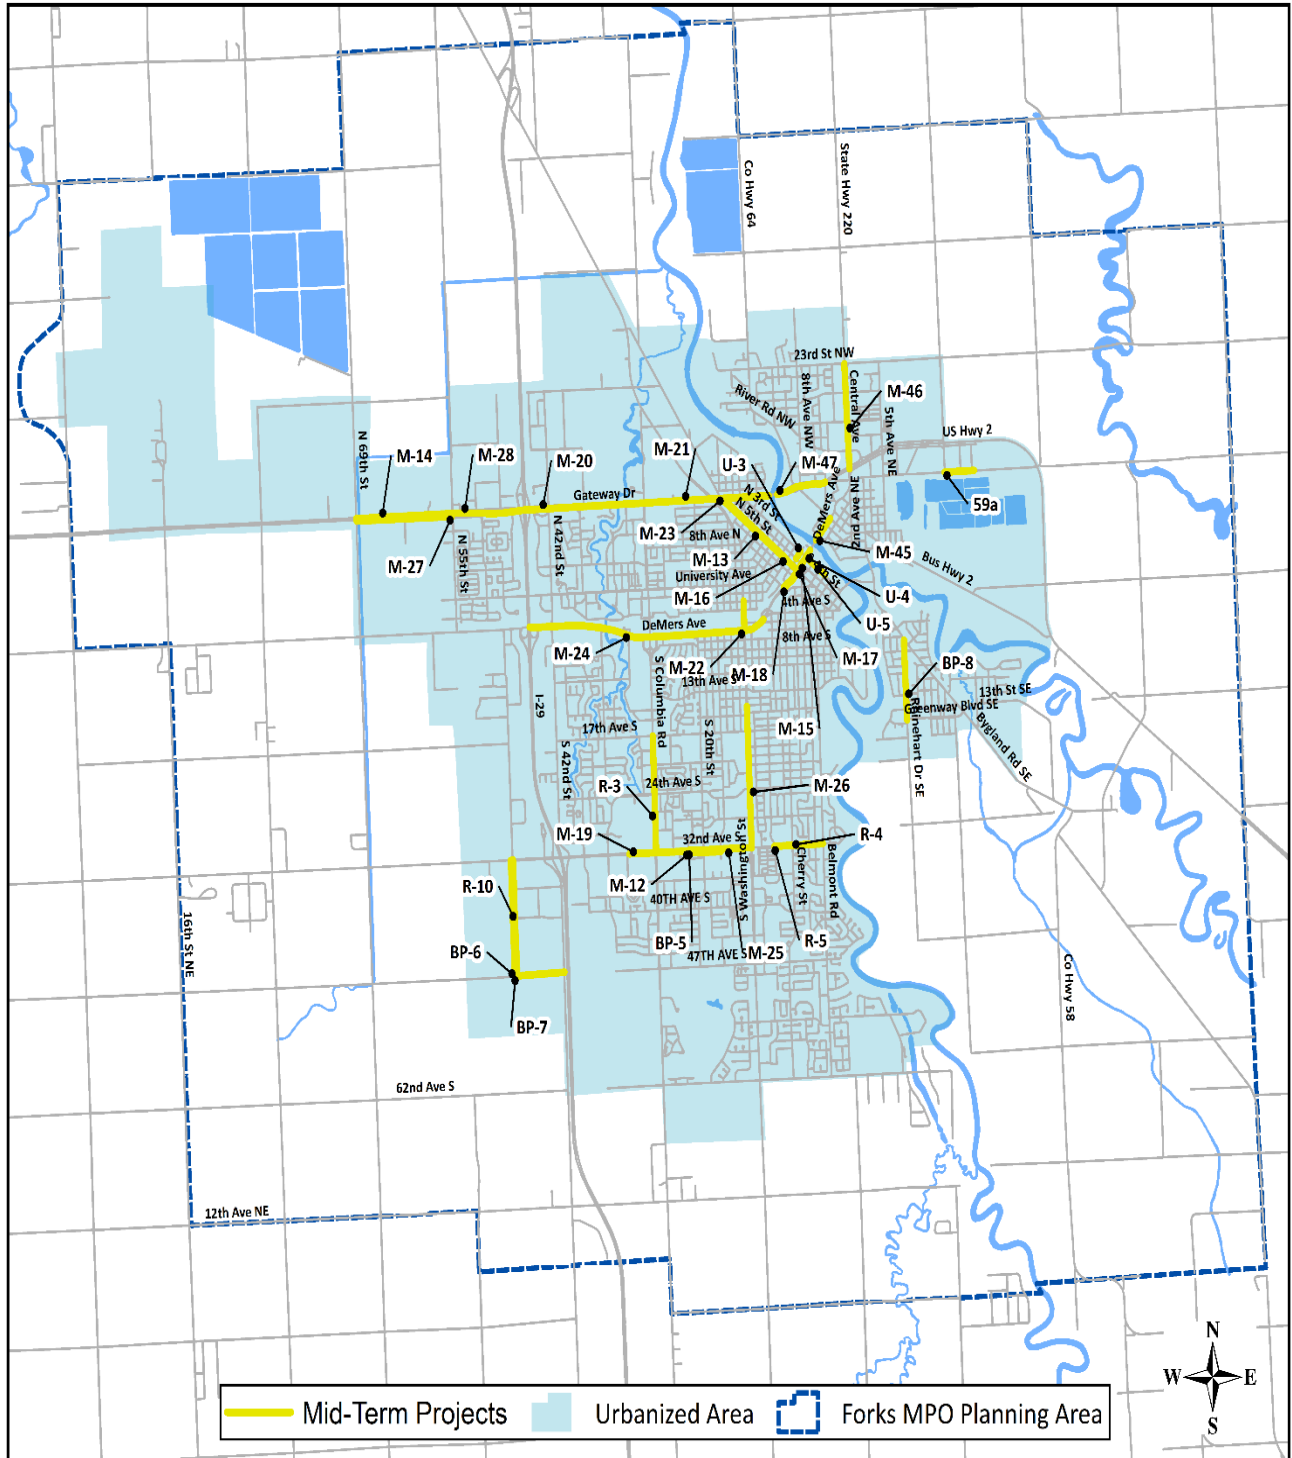 Co Hwy 64
State Hwy 220
23rd St NW
8th Ave NW
Central Ave
M-46
River Rd NW
5th Ave NE
US Hwy 2
N 69th St
M-14
M-28
M-20
M-21
U-3
M-47
Gateway Dr
N 3rd St
N 5th St
DeMers Ave
2nd Ave NE
59a
M-23
8th Ave N
M-13
M-45
N 55th St
N 42nd St
M-27
University Ave
Bus Hwy 2
4th St
M-16
4th Ave S
U-4
U-5
DeMers Ave
8th Ave S
M-24
M-22
M-18
M-17
BP-8
S Columbia Rd
13th Ave S
13th St SE
Greenway Blvd SE
I-29
17th Ave S
S 20th St
M-15
Rhinehart Dr SE
Bygland Rd SE
S 42nd St
R-3
24th Ave S
M-26
M-19
32nd Ave S
S Washington St
R-4
M-12
Cherry St
Belmont Rd
R-10
40TH AVE S
16th St NE
BP-6
BP-5
47TH AVE S
M-25
R-5
Co Hwy 58
BP-7
62nd Ave S
12th Ave NE
N
W E
S
Mid-Term Projects Urbanized Area Forks MPO Planning Area